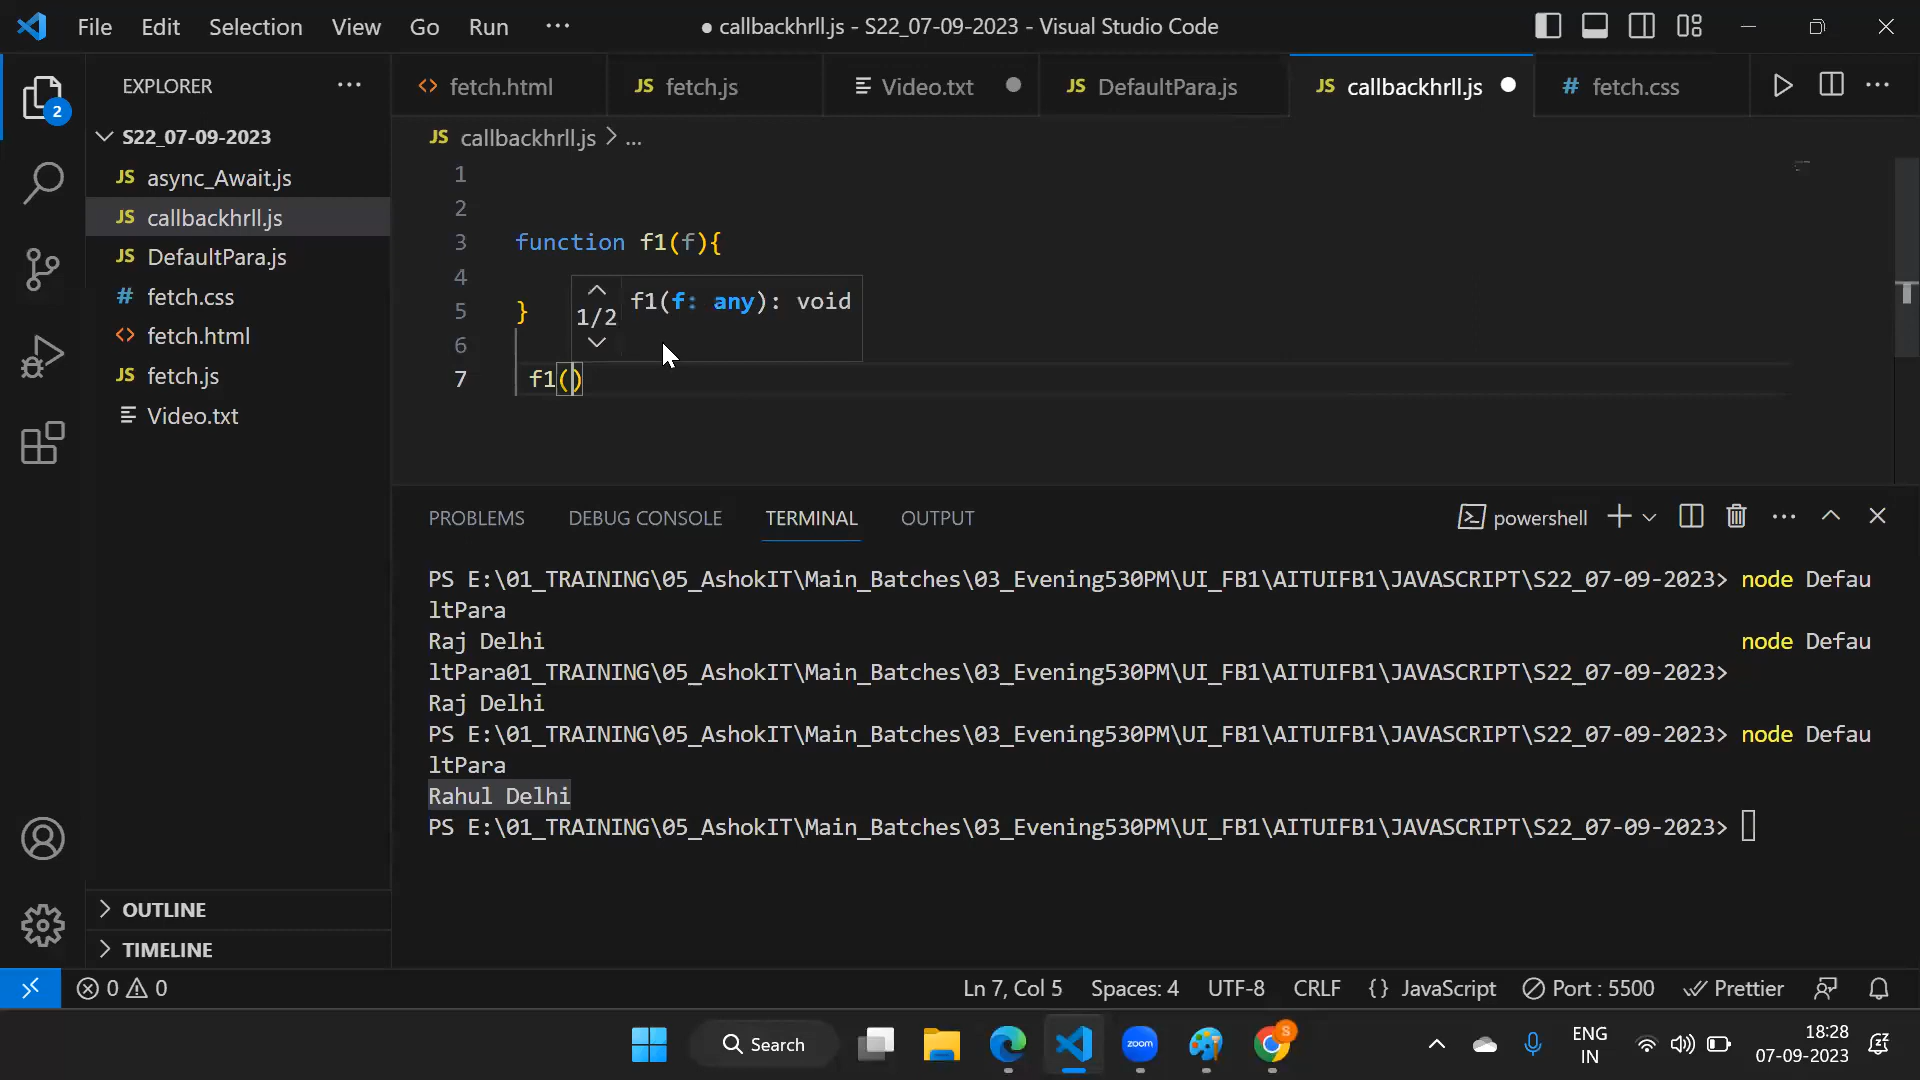 File Edit Selection View Go Run ···
● callbackhrll.js - S22_07-09-2023 - Visual Studio Code
EXPLORER ···
S22_07-09-2023
JS async_Await.js
JS callbackhrll.js
JS DefaultPara.js
# fetch.css
<> fetch.html
JS fetch.js
Video.txt
OUTLINE
TIMELINE
2
<> fetch.html
JS fetch.js
Video.txt
JS DefaultPara.js
JS callbackhrll.js
# fetch.css
JS callbackhrll.js > ...
1
2
3 function f1(f){
4
5 }
6
7 f1()
1/2 f1(f: any): void
PROBLEMS DEBUG CONSOLE TERMINAL OUTPUT
powershell
PS E:\01_TRAINING\05_AshokIT\Main_Batches\03_Evening530PM\UI_FB1\AITUIFB1\JAVASCRIPT\S22_07-09-2023> node Defau
ltPara
Raj Delhi node Defau
ltPara01_TRAINING\05_AshokIT\Main_Batches\03_Evening530PM\UI_FB1\AITUIFB1\JAVASCRIPT\S22_07-09-2023>
Raj Delhi
PS E:\01_TRAINING\05_AshokIT\Main_Batches\03_Evening530PM\UI_FB1\AITUIFB1\JAVASCRIPT\S22_07-09-2023> node Defau
ltPara
Rahul Delhi
PS E:\01_TRAINING\05_AshokIT\Main_Batches\03_Evening530PM\UI_FB1\AITUIFB1\JAVASCRIPT\S22_07-09-2023>
0 0
Ln 7, Col 5 Spaces: 4 UTF-8 CRLF {} JavaScript Port : 5500 Prettier
Search
zoom
S
ENG
IN
18:28
07-09-2023